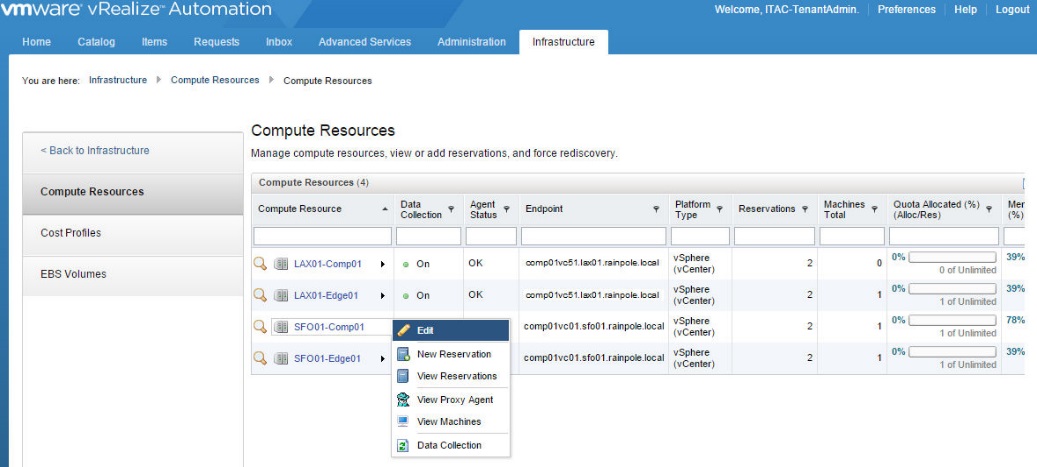 vmware vRealize™ Automation
Welcome, ITAC-TenantAdmin. Preferences Help Logout
Home Catalog Items Requests Inbox Advanced Services Administration Infrastructure
You are here: Infrastructure Compute Resources Compute Resources
Compute Resources
Manage compute resources, view or add reservations, and force rediscovery.
< Back to Infrastructure
Compute Resources
Cost Profiles
EBS Volumes
Compute Resources (4)
Compute Resource Data Collection Agent Status Endpoint Platform Type Reservations Machines Total Quota Allocated (%) (Alloc/Res) Mer (%)
LAX01-Comp01 On OK comp01vc51.lax01.rainpole.local vSphere (vCenter) 2 0 0% 0 of Unlimited 39%
LAX01-Edge01 On OK comp01vc51.lax01.rainpole.local vSphere (vCenter) 2 1 0% 1 of Unlimited 39%
SFO01-Comp01 comp01vc01.sfo01.rainpole.local vSphere (vCenter) 2 1 0% 1 of Unlimited 78%
SFO01-Edge01 comp01vc01.sfo01.rainpole.local vSphere (vCenter) 2 1 0% 1 of Unlimited 39%
Edit
New Reservation
View Reservations
View Proxy Agent
View Machines
Data Collection